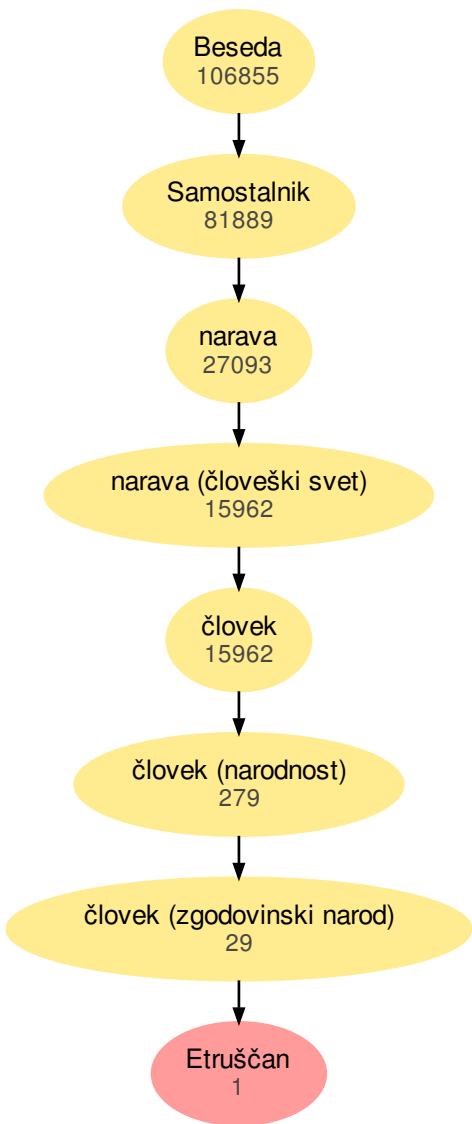 Beseda
106855
Samostalnik
81889
narava
27093
narava (človeški svet)
15962
človek
15962
človek (narodnost)
279
človek (zgodovinski narod)
29
Etruščan
1